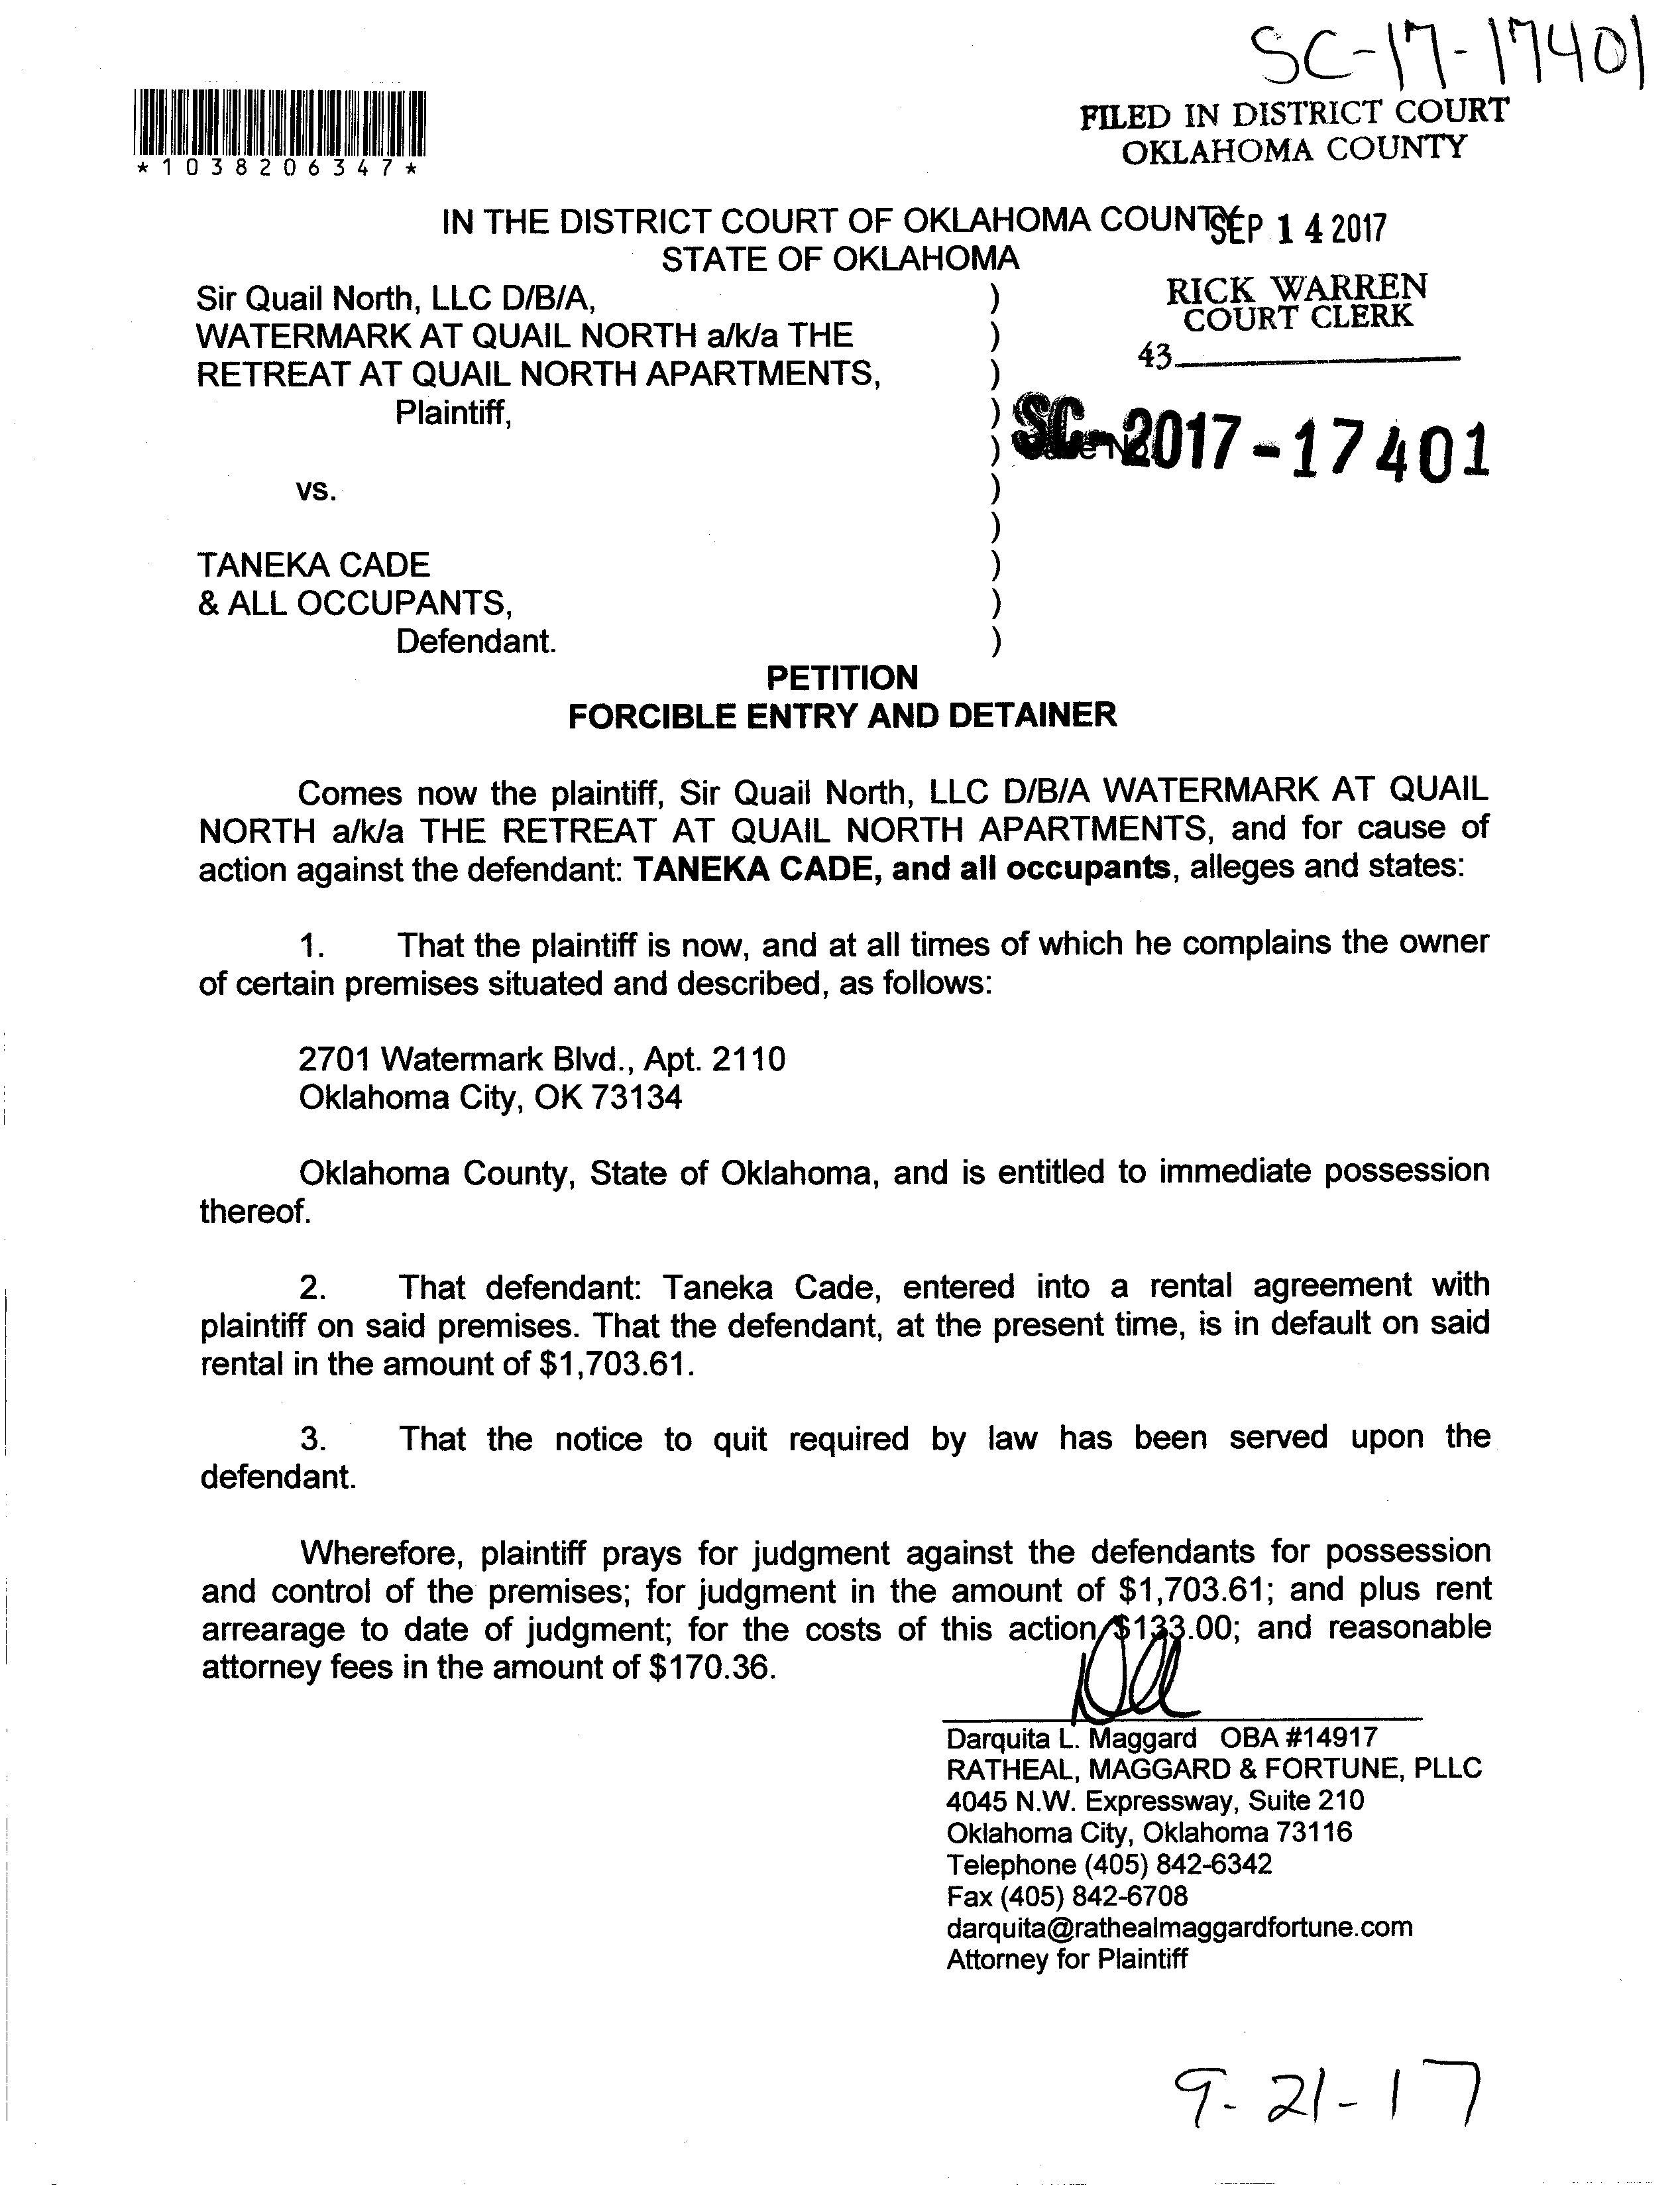 SC-17-17401
FILED IN DISTRICT COURT
OKLAHOMA COUNTY
*1038206347*
IN THE DISTRICT COURT OF OKLAHOMA COUNTY
SEP 14 2017
STATE OF OKLAHOMA
RICK WARREN
COURT CLERK
43
Sir Quail North, LLC D/B/A, )
WATERMARK AT QUAIL NORTH a/k/a THE )
RETREAT AT QUAIL NORTH APARTMENTS, )
Plaintiff, )
)
SC-2017-17401
vs. )
)
TANEKA CADE )
& ALL OCCUPANTS, )
Defendant. )
PETITION
FORCIBLE ENTRY AND DETAINER
Comes now the plaintiff, Sir Quail North, LLC D/B/A WATERMARK AT QUAIL
NORTH a/k/a THE RETREAT AT QUAIL NORTH APARTMENTS, and for cause of
action against the defendant: TANEKA CADE, and all occupants, alleges and states:
1. That the plaintiff is now, and at all times of which he complains the owner
of certain premises situated and described, as follows:
2701 Watermark Blvd., Apt. 2110
Oklahoma City, OK 73134
Oklahoma County, State of Oklahoma, and is entitled to immediate possession
thereof.
2. That defendant: Taneka Cade, entered into a rental agreement with
plaintiff on said premises. That the defendant, at the present time, is in default on said
rental in the amount of $1,703.61.
3. That the notice to quit required by law has been served upon the
defendant.
Wherefore, plaintiff prays for judgment against the defendants for possession
and control of the premises; for judgment in the amount of $1,703.61; and plus rent
arrearage to date of judgment; for the costs of this action $133.00; and reasonable
attorney fees in the amount of $170.36.
Darquita L. Maggard OBA #14917
RATHEAL, MAGGARD & FORTUNE, PLLC
4045 N.W. Expressway, Suite 210
Oklahoma City, Oklahoma 73116
Telephone (405) 842-6342
Fax (405) 842-6708
darquita@rathealmaggardfortune.com
Attorney for Plaintiff
9-21-17